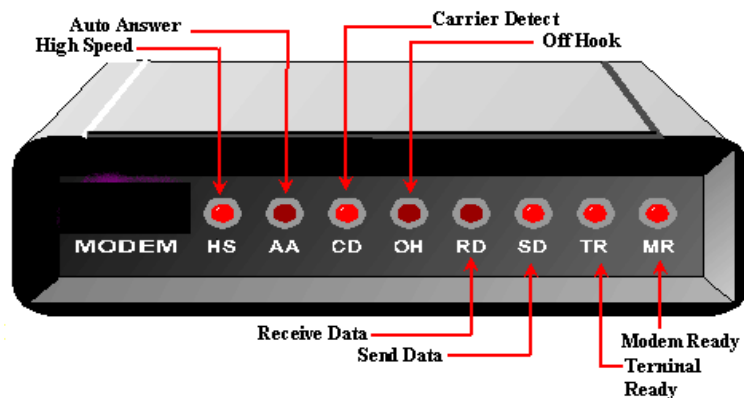 Auto Answer
High Speed
Carrier Detect
Off Hook
MODEM HS AA CD OH RD SD TR MR
Receive Data
Send Data
Modem Ready
Terminal
Ready